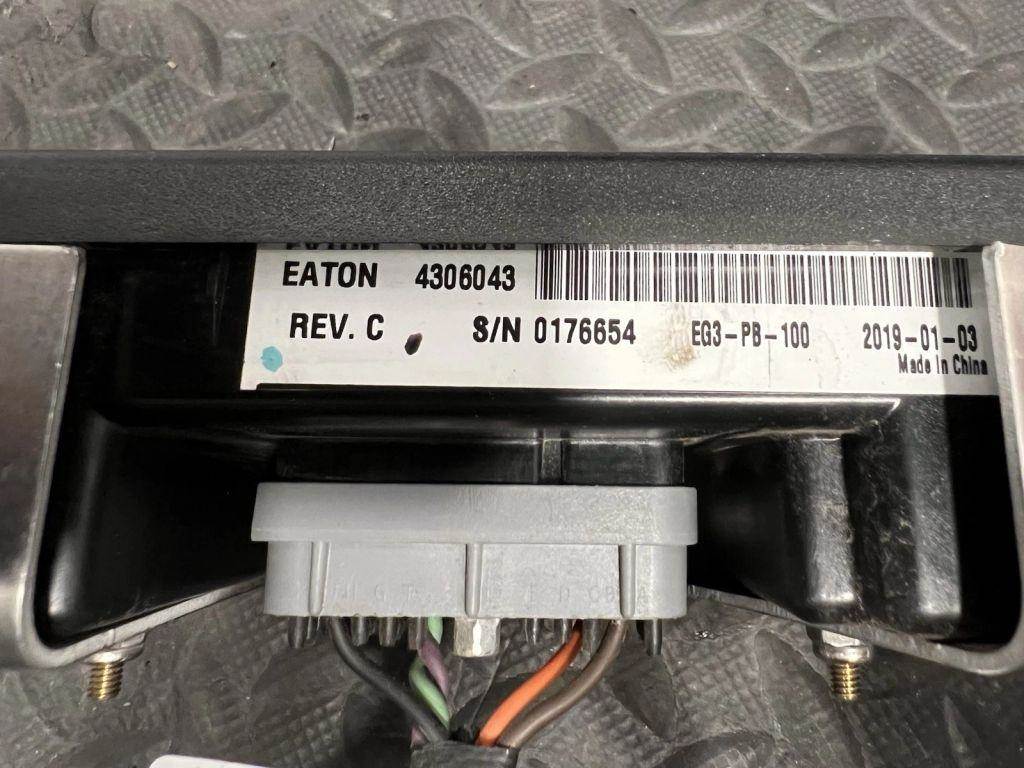 EATON 4306043
REV. C S/N 0176654 EG3-PB-100 2019-01-03
Made in China